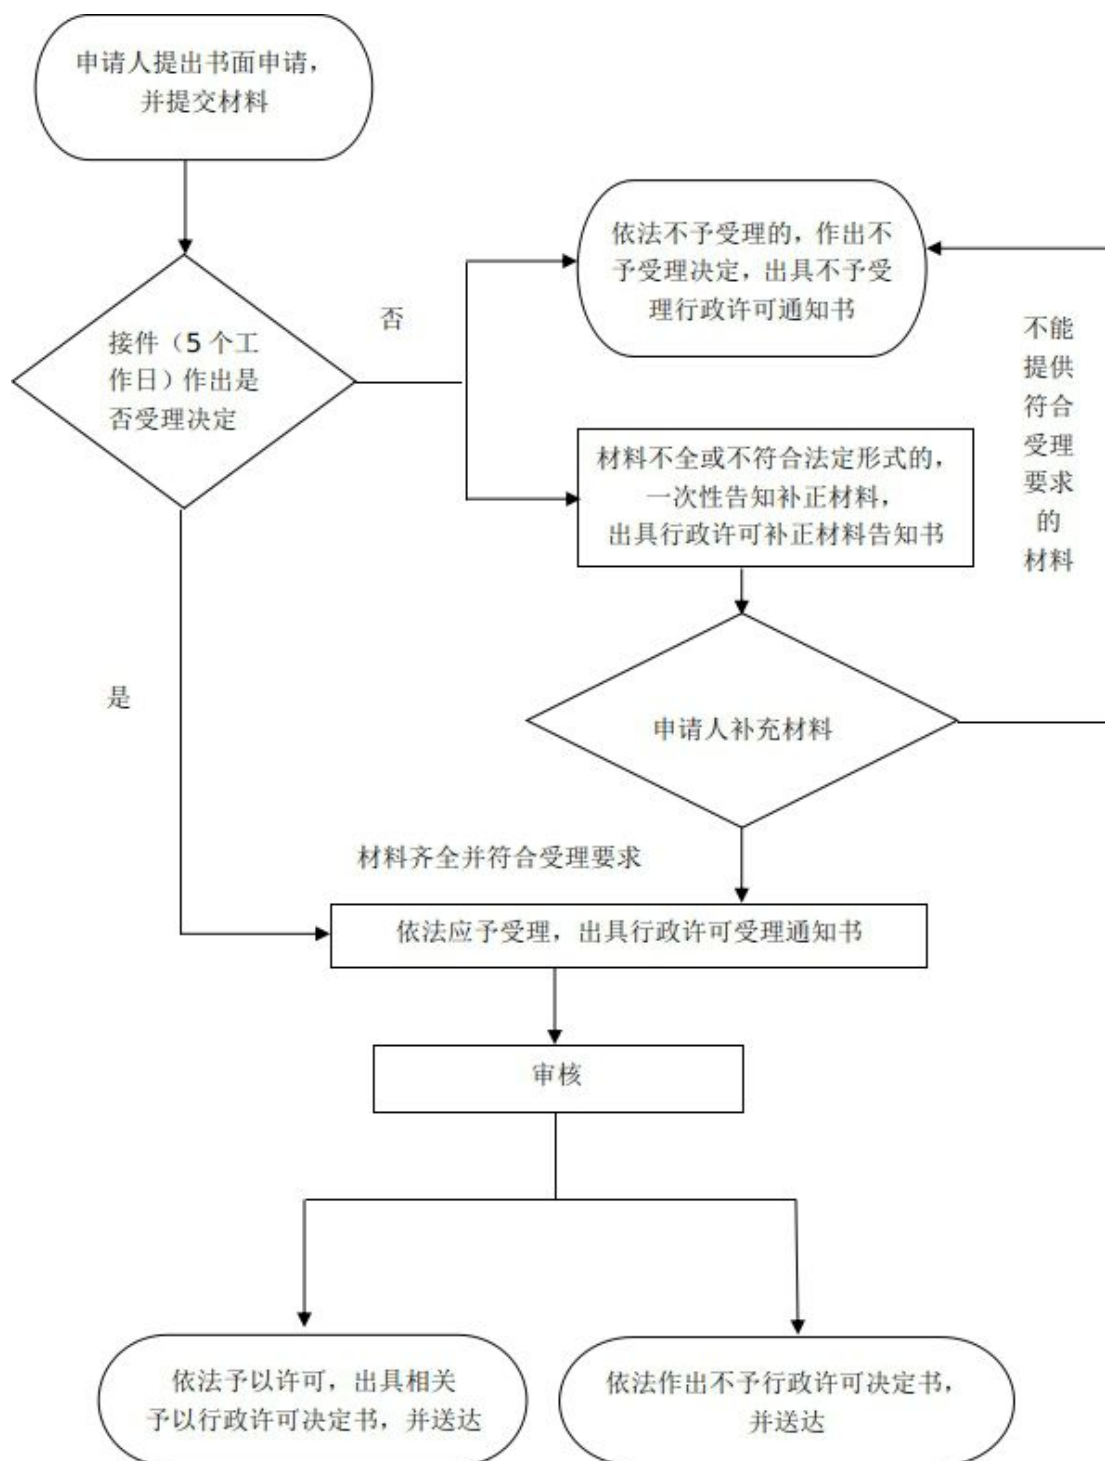 申请人提出书面申请，
并提交材料
依法不予受理的，作出不
予受理决定，出具不予受
理行政许可通知书
否
接件（5 个工
作日）作出是
否受理决定
不能
提供
符合
受理
要求
的
材料
材料不全或不符合法定形式的，
一次性告知补正材料，
出具行政许可补正材料告知书
是
申请人补充材料
材料齐全并符合受理要求
依法应予受理，出具行政许可受理通知书
审核
依法予以许可，出具相关
予以行政许可决定书，并送达
依法作出不予行政许可决定书，
并送达